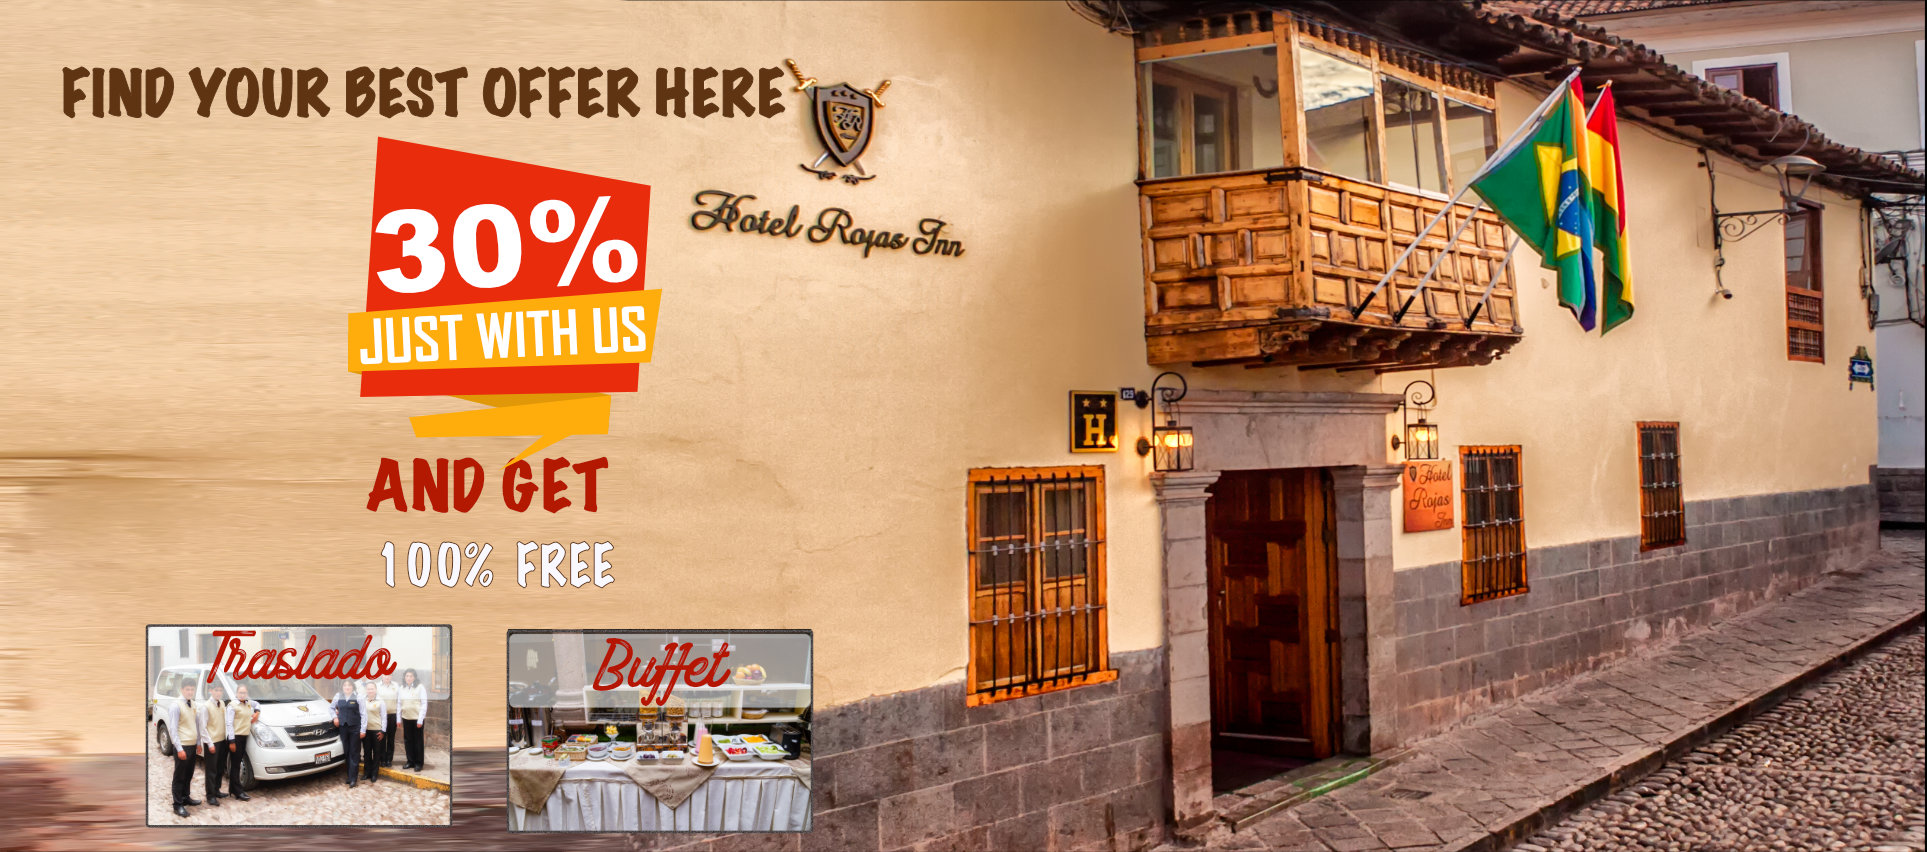 FIND YOUR BEST OFFER HERE
30%
JUST WITH US
AND GET
100% FREE
Traslado
Buffet
Hotel Rojas Inn
H
Hotel
Rojas
Inn